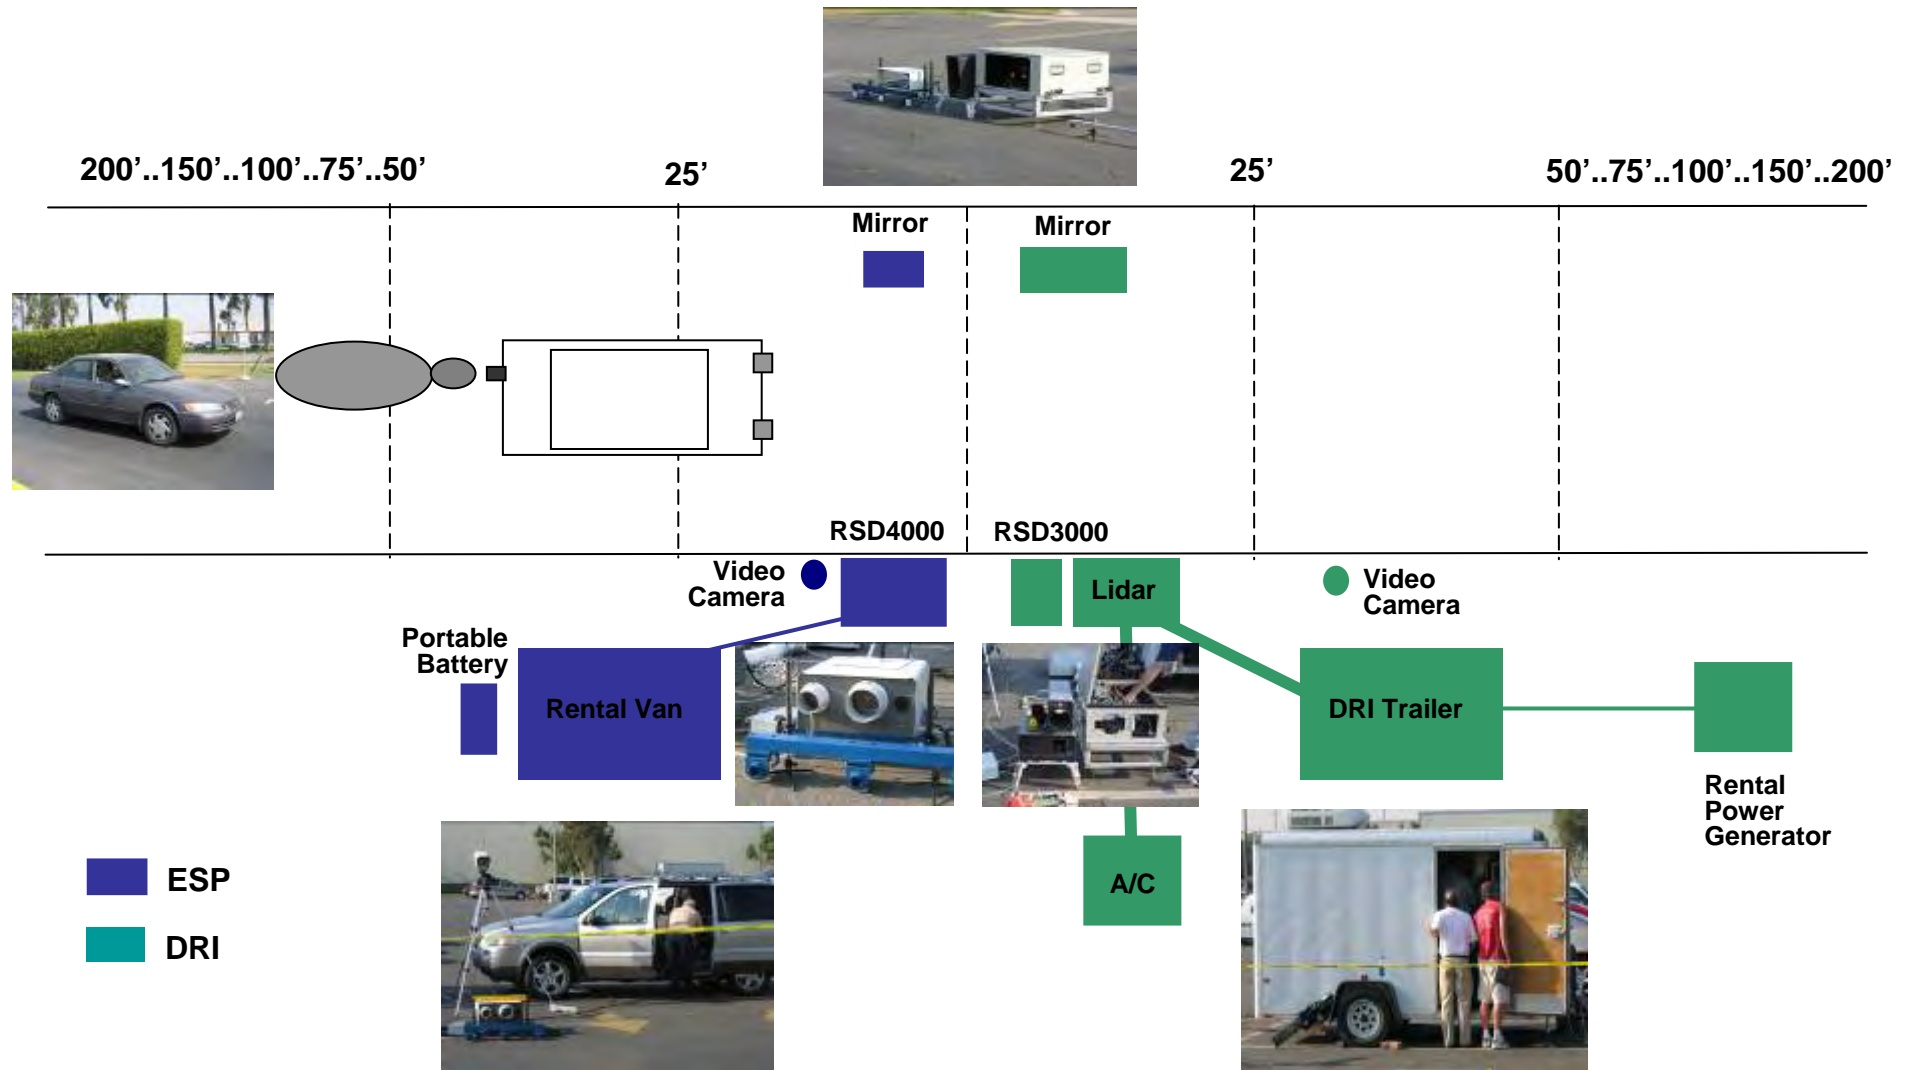 200’..150’..100’..75’..50’
25’
25’
50’..75’..100’..150’..200’
Mirror
Mirror
RSD4000
RSD3000
Video
Camera
Lidar
Video
Camera
Portable
Battery
Rental Van
DRI Trailer
Rental
Power
Generator
A/C
ESP
DRI